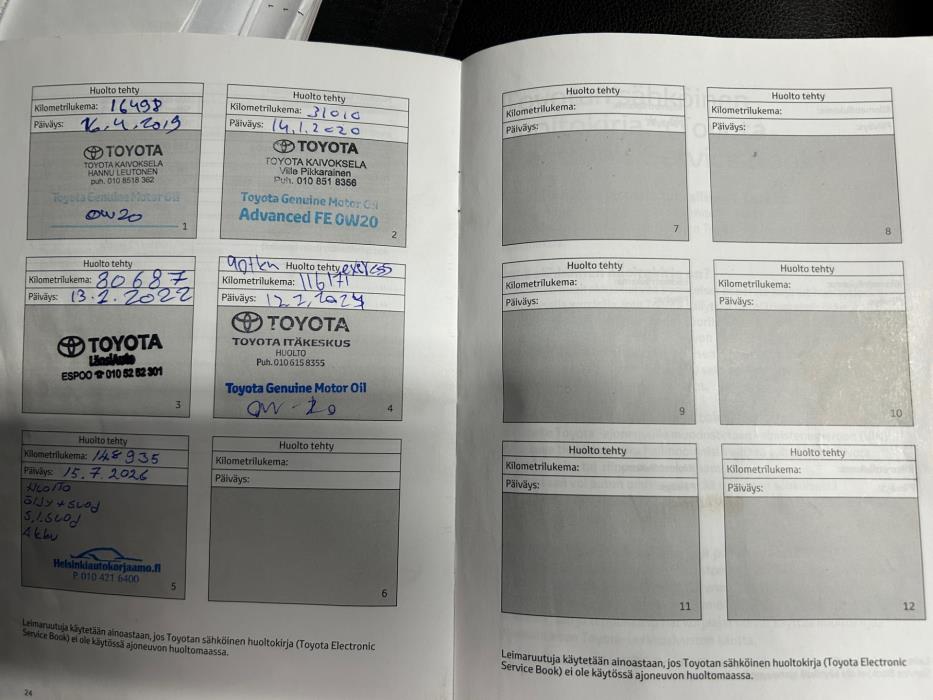 Huolto tehty
Kilometrilukema: 16498
Päiväys: 16.4.2019
TOYOTA
TOYOTA KAIVOKSELA
HANNU LEUTONEN
puh. 010 8518 362
Toyota Genuine Motor Oil
0W20
1
Huolto tehty
Kilometrilukema: 31010
Päiväys: 14.1.2020
TOYOTA
TOYOTA KAIVOKSELA
Ville Pikkarainen
Puh. 010 851 8356
Toyota Genuine Motor Oil
Advanced FE 0W20
2
Huolto tehty
Kilometrilukema: 80687
Päiväys: 13.2.2022
TOYOTA
LänsiAuto
ESPOO ☎ 010 52 52 301
3
Huolto tehty
Kilometrilukema: 116171
Päiväys: 12.2.2024
TOYOTA
TOYOTA ITÄKESKUS
HUOLTO
Puh. 010 615 8355
Toyota Genuine Motor Oil
0W-20
4
Huolto tehty
Kilometrilukema: 148935
Päiväys: 15.7.2026
HUOLTO
ÖLJY + SUOD
S.I.SUOD
Akku
Helsinkiautokorjaamo.fi
P. 010 421 6400
5
Huolto tehty
Kilometrilukema:
Päiväys:
6
Leimaruutuja käytetään ainoastaan, jos Toyotan sähköinen huoltokirja (Toyota Electronic
Service Book) ei ole käytössä ajoneuvon huoltomaassa.
24
Huolto tehty
Kilometrilukema:
Päiväys:
7
Huolto tehty
Kilometrilukema:
Päiväys:
8
Huolto tehty
Kilometrilukema:
Päiväys:
9
Huolto tehty
Kilometrilukema:
Päiväys:
10
Huolto tehty
Kilometrilukema:
Päiväys:
11
Huolto tehty
Kilometrilukema:
Päiväys:
12
Leimaruutuja käytetään ainoastaan, jos Toyotan sähköinen huoltokirja (Toyota Electronic
Service Book) ei ole käytössä ajoneuvon huoltomaassa.